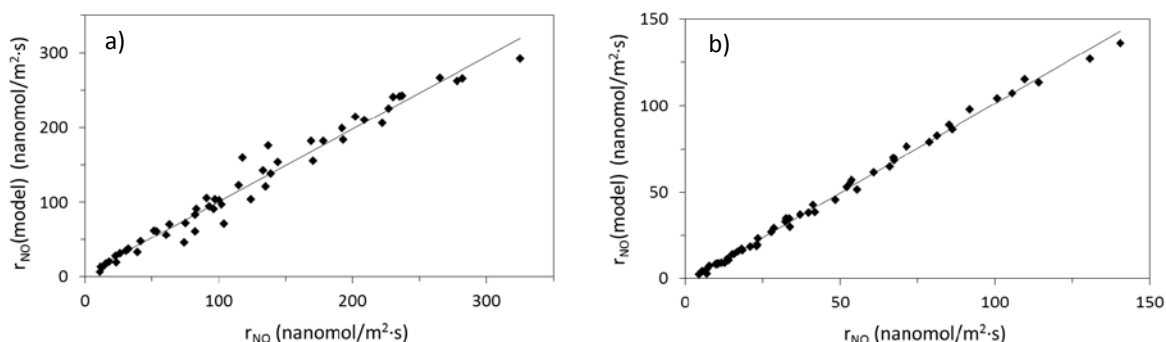 a)
r_NO(model) (nanomol/m²·s)
300
200
100
0
0 100 200 300
r_NO (nanomol/m²·s)
b)
r_NO(model) (nanomol/m²·s)
150
100
50
0
0 50 100 150
r_NO (nanomol/m²·s)